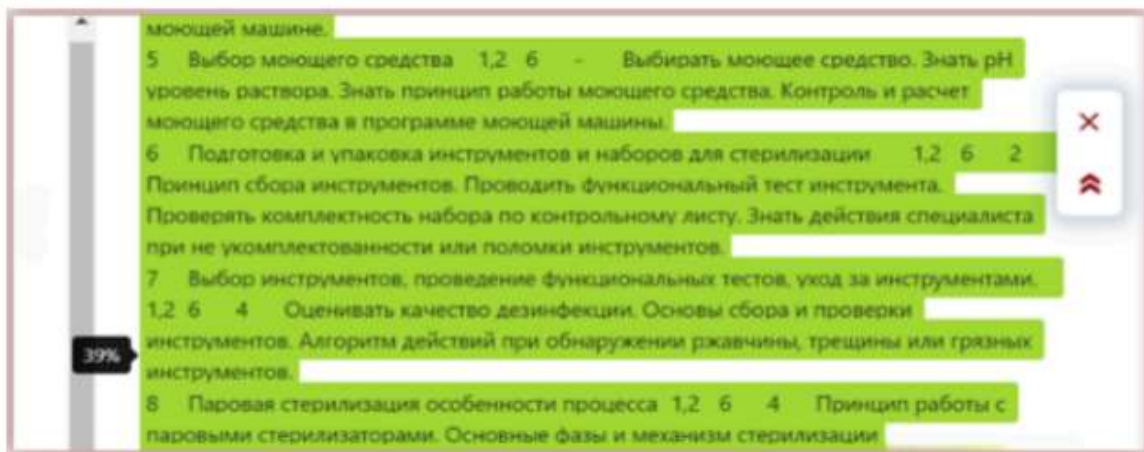 моющей машине.
5 Выбор моющего средства 1,2 6 - Выбирать моющее средство. Знать pH
уровень раствора. Знать принцип работы моющего средства. Контроль и расчет
моющего средства в программе моющей машины.
6 Подготовка и упаковка инструментов и наборов для стерилизации 1,2 6 2
Принцип сбора инструментов. Проводить функциональный тест инструмента.
Проверять комплектность набора по контрольному листу. Знать действия специалиста
при не укомплектованности или поломки инструментов.
7 Выбор инструментов, проведение функциональных тестов, уход за инструментами.
1,2 6 4 Оценивать качество дезинфекции. Основы сбора и проверки
инструментов. Алгоритм действий при обнаружении ржавчины, трещины или грязных
39%
инструментов.
8 Паровая стерилизация особенности процесса 1,2 6 4 Принцип работы с
паровыми стерилизаторами. Основные фазы и механизм стерилизации